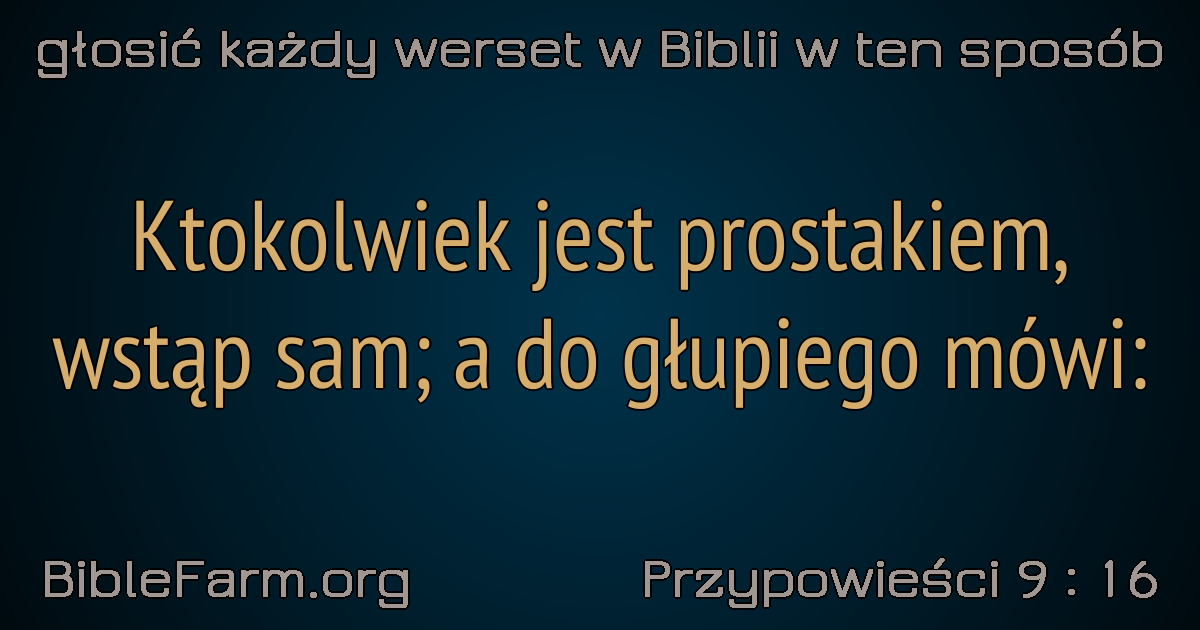 głosić każdy werset w Biblii w ten sposób
Ktokolwiek jest prostakiem,
wstąp sam; a do głupiego mówi:
BibleFarm.org
Przypowieści 9 : 16